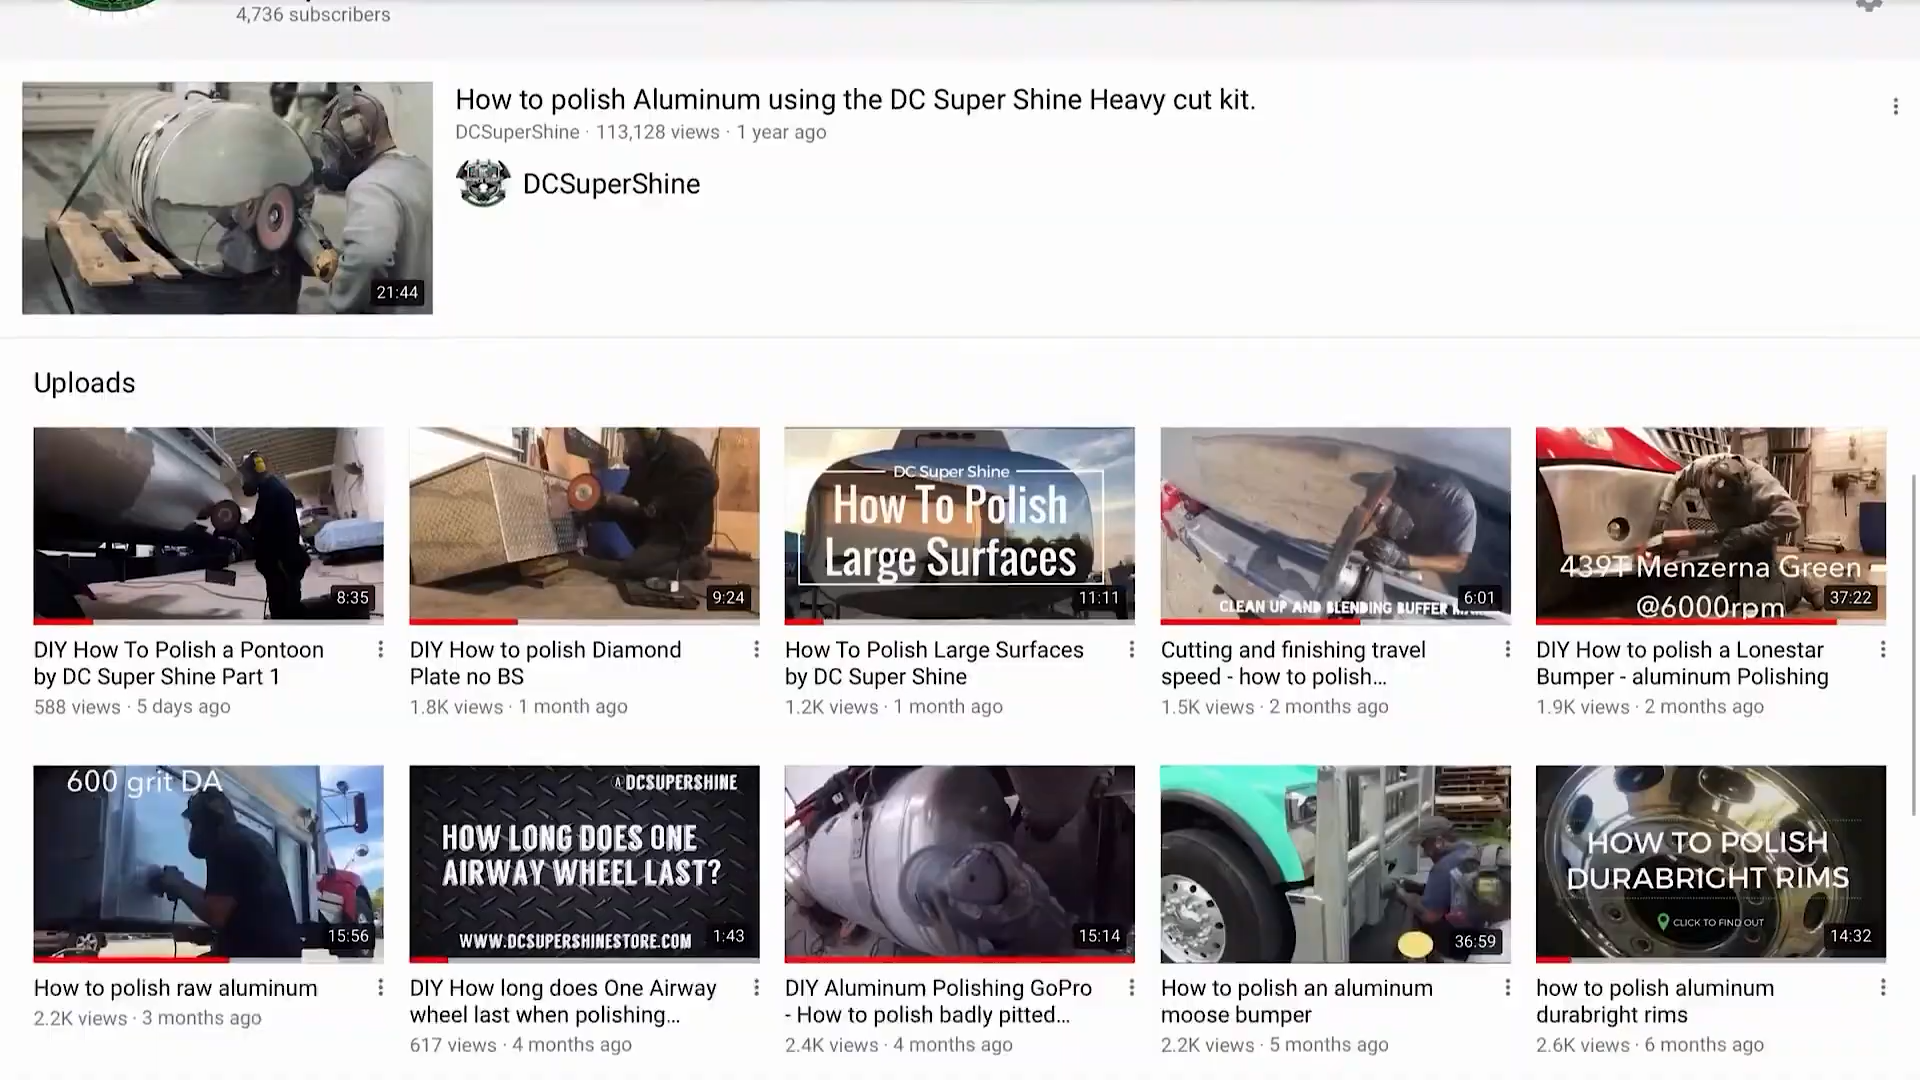 4,736 subscribers
How to polish Aluminum using the DC Super Shine Heavy cut kit.
DCSuperShine · 113,128 views · 1 year ago
DCSuperShine
21:44
Uploads
8:35
DIY How To Polish a Pontoon
by DC Super Shine Part 1
588 views · 5 days ago
9:24
DIY How to polish Diamond
Plate no BS
1.8K views · 1 month ago
DC Super Shine
How To Polish
Large Surfaces
11:11
How To Polish Large Surfaces
by DC Super Shine
1.2K views · 1 month ago
CLEAN UP AND BLENDING BUFFER
6:01
Cutting and finishing travel
speed - how to polish...
1.5K views · 2 months ago
439T Menzerna Green
@6000rpm
37:22
DIY How to polish a Lonestar
Bumper - aluminum Polishing
1.9K views · 2 months ago
600 grit DA
15:56
How to polish raw aluminum
2.2K views · 3 months ago
@DCSUPERSHINE
HOW LONG DOES ONE
AIRWAY WHEEL LAST?
WWW.DCSUPERSHINESTORE.COM
1:43
DIY How long does One Airway
wheel last when polishing...
617 views · 4 months ago
15:14
DIY Aluminum Polishing GoPro
- How to polish badly pitted...
2.4K views · 4 months ago
36:59
How to polish an aluminum
moose bumper
2.2K views · 5 months ago
HOW TO POLISH
DURABRIGHT RIMS
CLICK TO FIND OUT
14:32
how to polish aluminum
durabright rims
2.6K views · 6 months ago